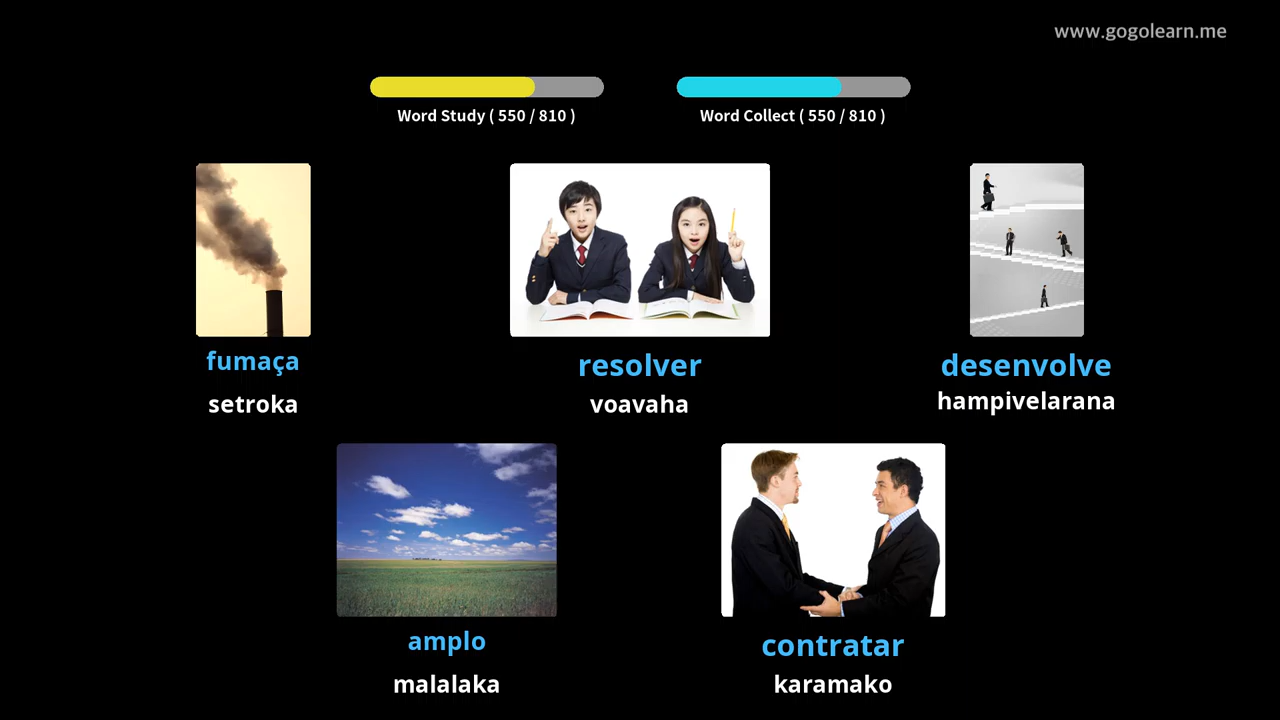 www.gogolearn.me
Word Study ( 550 / 810 )
Word Collect ( 550 / 810 )
fumaça
setroka
resolver
voavaha
desenvolve
hampivelarana
amplo
malalaka
contratar
karamako